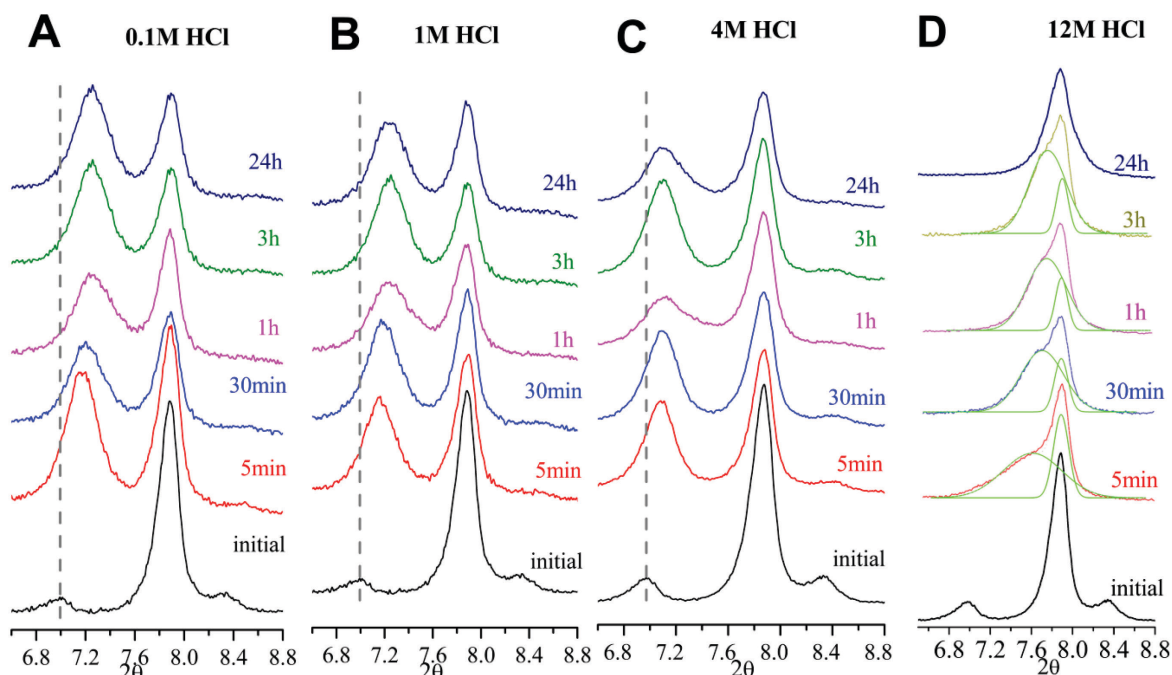 A 0.1M HCl
24h
3h
1h
30min
5min
initial
6.8 7.2 7.6 8.0 8.4 8.8
2θ
B 1M HCl
24h
3h
1h
30min
5min
initial
6.8 7.2 7.6 8.0 8.4 8.8
2θ
C 4M HCl
24h
3h
1h
30min
5min
initial
6.8 7.2 7.6 8.0 8.4 8.8
2θ
D 12M HCl
24h
3h
1h
30min
5min
initial
6.8 7.2 7.6 8.0 8.4 8.8
2θ